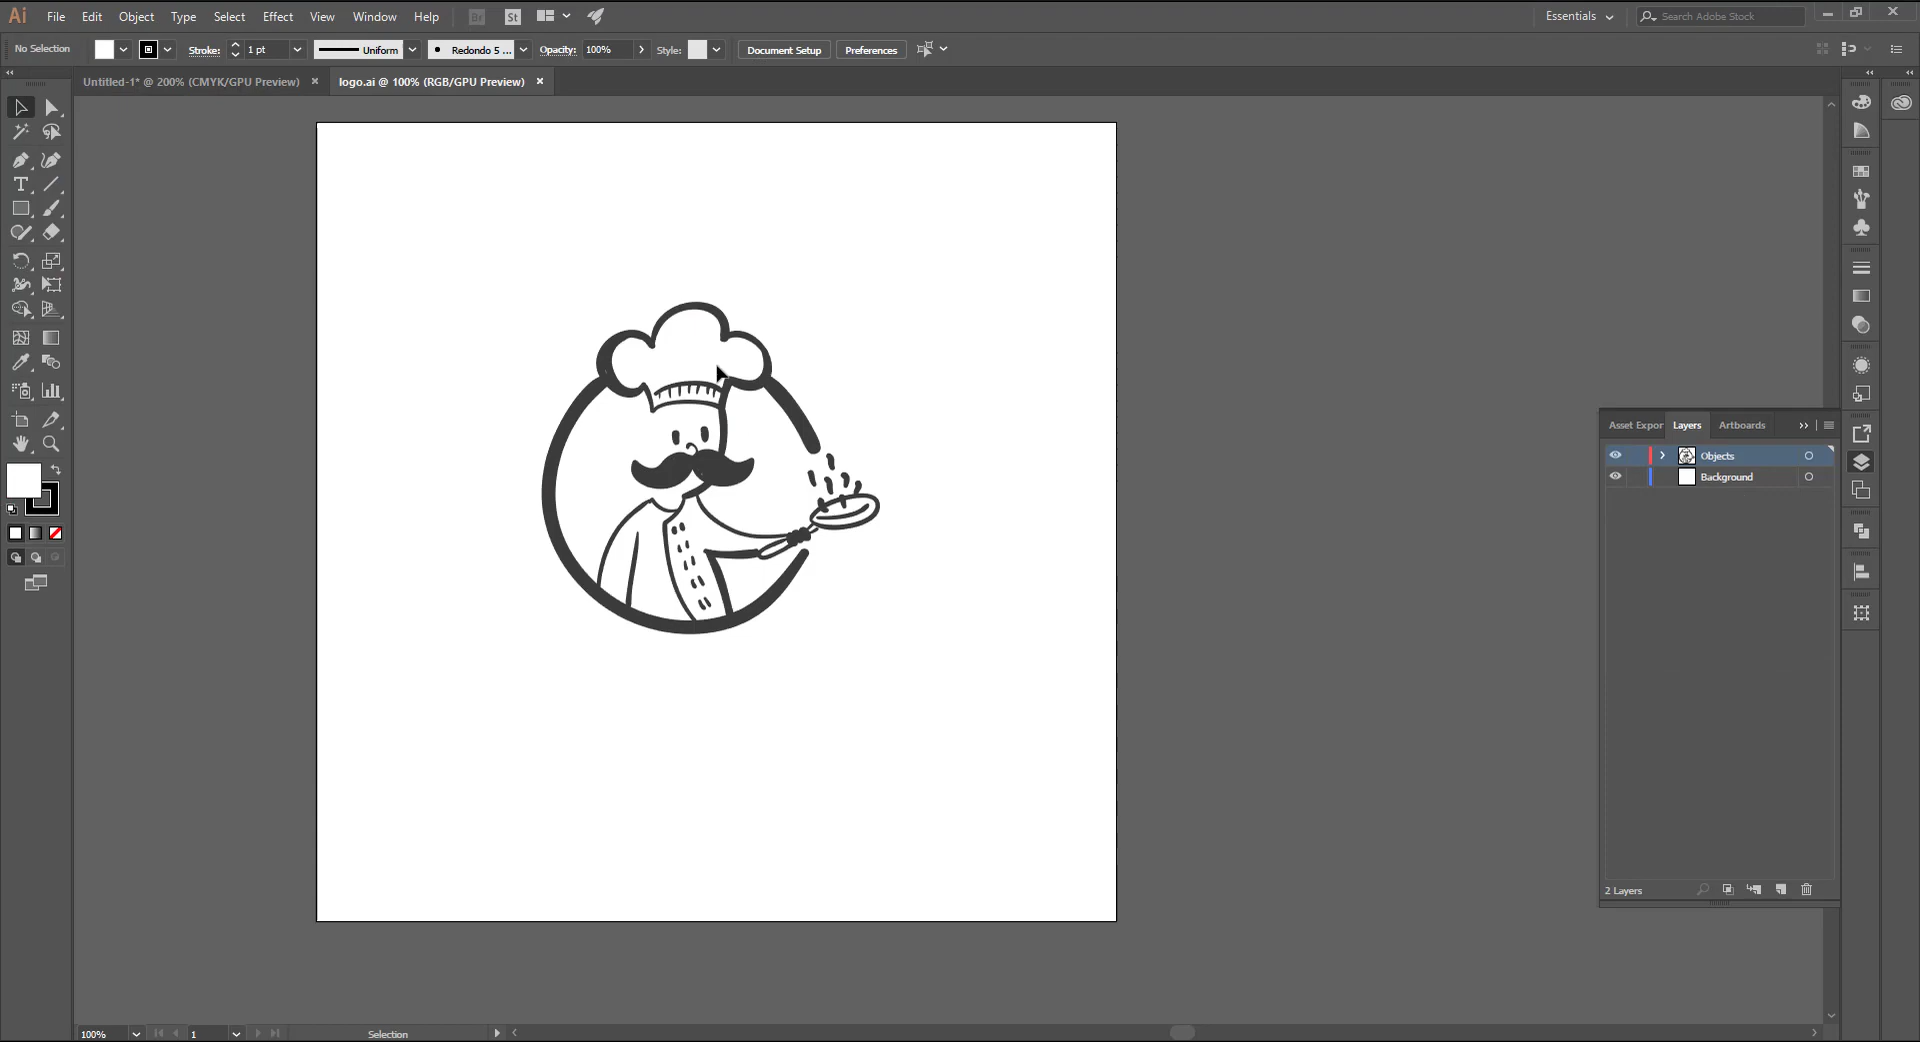 Ai File Edit Object Type Select Effect View Window Help Br St Essentials Search Adobe Stock
No Selection Stroke: 1 pt Uniform Redondo 5 ... Opacity: 100% Style: Document Setup Preferences
Untitled-1* @ 200% (CMYK/GPU Preview) logo.ai @ 100% (RGB/GPU Preview)
Asset Expor Layers Artboards
Objects
Background
2 Layers
100% 1 Selection